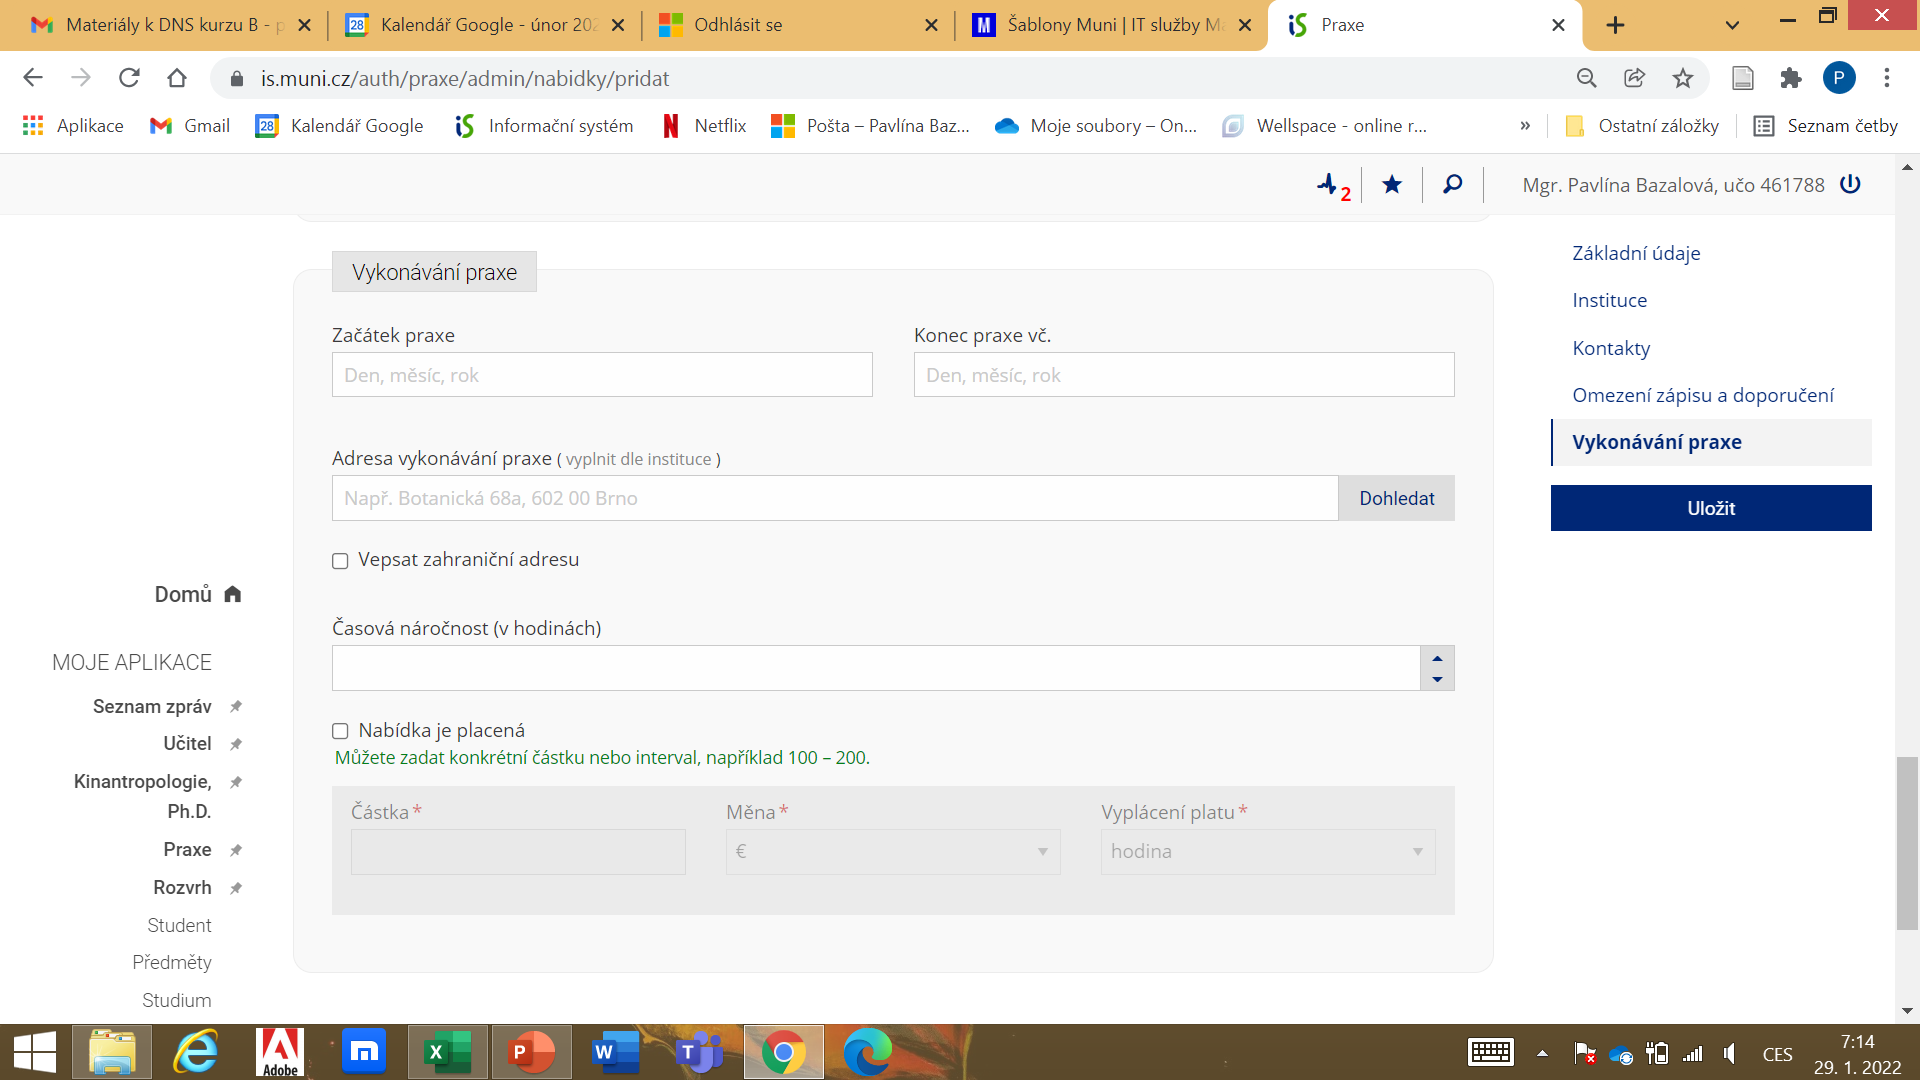 Materiály k DNS kurzu B - p
Kalendář Google - únor 202
Odhlásit se
Šablony Muni | IT služby Ma
Praxe
is.muni.cz/auth/praxe/admin/nabidky/pridat
P
Aplikace
Gmail
28
Kalendář Google
Informační systém
Netflix
Pošta – Pavlína Baz...
Moje soubory – On...
Wellspace - online r...
»
Ostatní záložky
Seznam četby
2
Mgr. Pavlína Bazalová, učo 461788
Vykonávání praxe
Začátek praxe
Konec praxe vč.
Den, měsíc, rok
Den, měsíc, rok
Adresa vykonávání praxe ( vyplnit dle instituce )
Např. Botanická 68a, 602 00 Brno
Dohledat
Vepsat zahraniční adresu
Časová náročnost (v hodinách)
Nabídka je placená
Můžete zadat konkrétní částku nebo interval, například 100 – 200.
Částka *
Měna *
Vyplácení platu *
€
hodina
Základní údaje
Instituce
Kontakty
Omezení zápisu a doporučení
Vykonávání praxe
Uložit
Domů
MOJE APLIKACE
Seznam zpráv
Učitel
Kinantropologie,
Ph.D.
Praxe
Rozvrh
Student
Předměty
Studium
Adobe
CES
7:14
29. 1. 2022